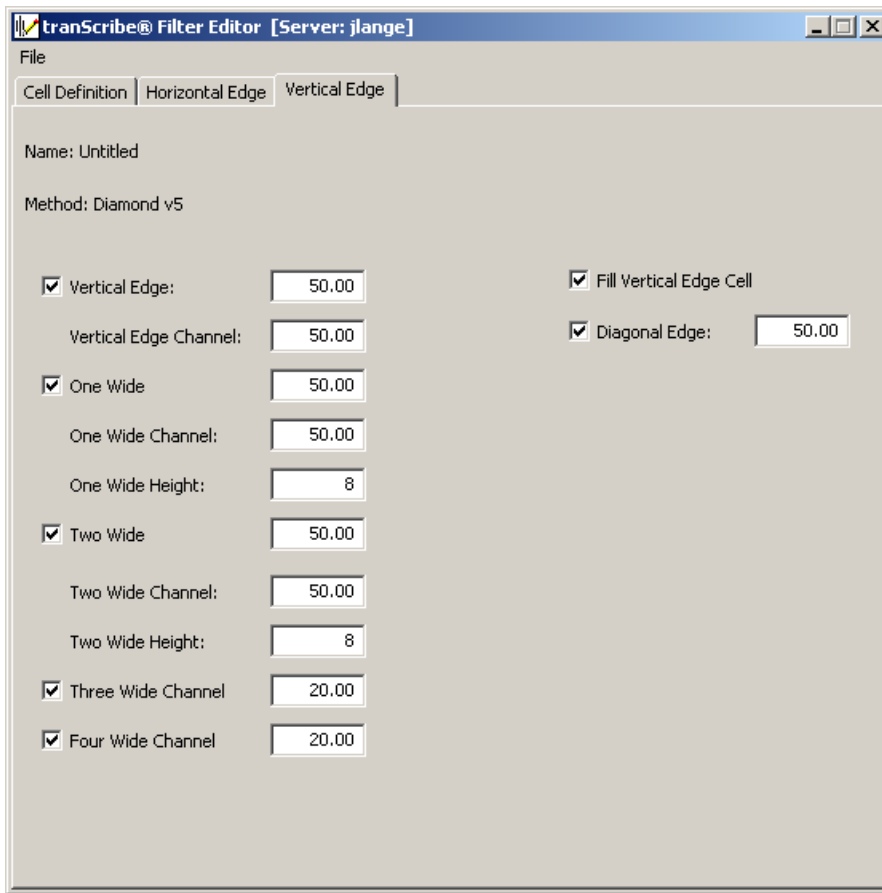 tranScribe® Filter Editor [Server: jlange]
File
Cell Definition Horizontal Edge Vertical Edge
Name: Untitled
Method: Diamond v5
Vertical Edge: 50.00
Vertical Edge Channel: 50.00
One Wide 50.00
One Wide Channel: 50.00
One Wide Height: 8
Two Wide 50.00
Two Wide Channel: 50.00
Two Wide Height: 8
Three Wide Channel 20.00
Four Wide Channel 20.00
Fill Vertical Edge Cell
Diagonal Edge: 50.00